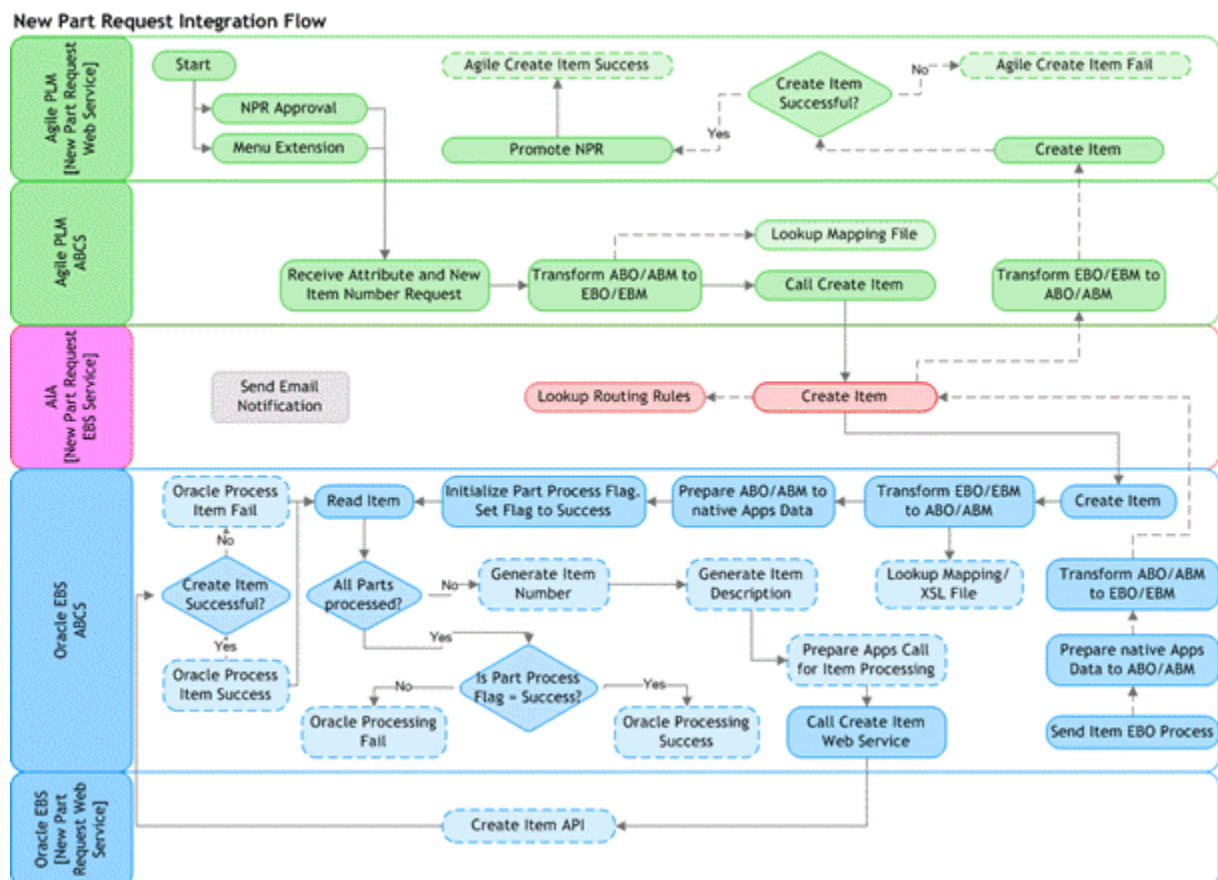 New Part Request Integration Flow
Agile PLM
[New Part Request
Web Service]
Start
NPR Approval
Menu Extension
Agile Create Item Success
Promote NPR
Yes
Create Item
Successful?
No
Agile Create Item Fail
Create Item
Agile PLM
ABCS
Receive Attribute and New
Item Number Request
Transform ABO/ABM to
EBO/EBM
Lookup Mapping File
Call Create Item
Transform EBO/EBM to
ABO/ABM
AIA
[New Part Request
EBS Service]
Send Email
Notification
Lookup Routing Rules
Create Item
Oracle EBS
ABCS
Oracle Process
Item Fail
No
Create Item
Successful?
Yes
Oracle Process
Item Success
Read Item
Initialize Part Process Flag.
Set Flag to Success
Prepare ABO/ABM to
native Apps Data
Transform EBO/EBM
to ABO/ABM
Create Item
All Parts
processed?
No
Generate Item
Number
Generate Item
Description
Lookup Mapping/
XSL File
Transform ABO/ABM
to EBO/EBM
Yes
Is Part Process
Flag = Success?
No
Yes
Oracle Processing
Fail
Oracle Processing
Success
Prepare Apps Call
for Item Processing
Call Create Item
Web Service
Prepare native Apps
Data to ABO/ABM
Send Item EBO Process
Oracle EBS
[New Part
Request Web
Service]
Create Item API